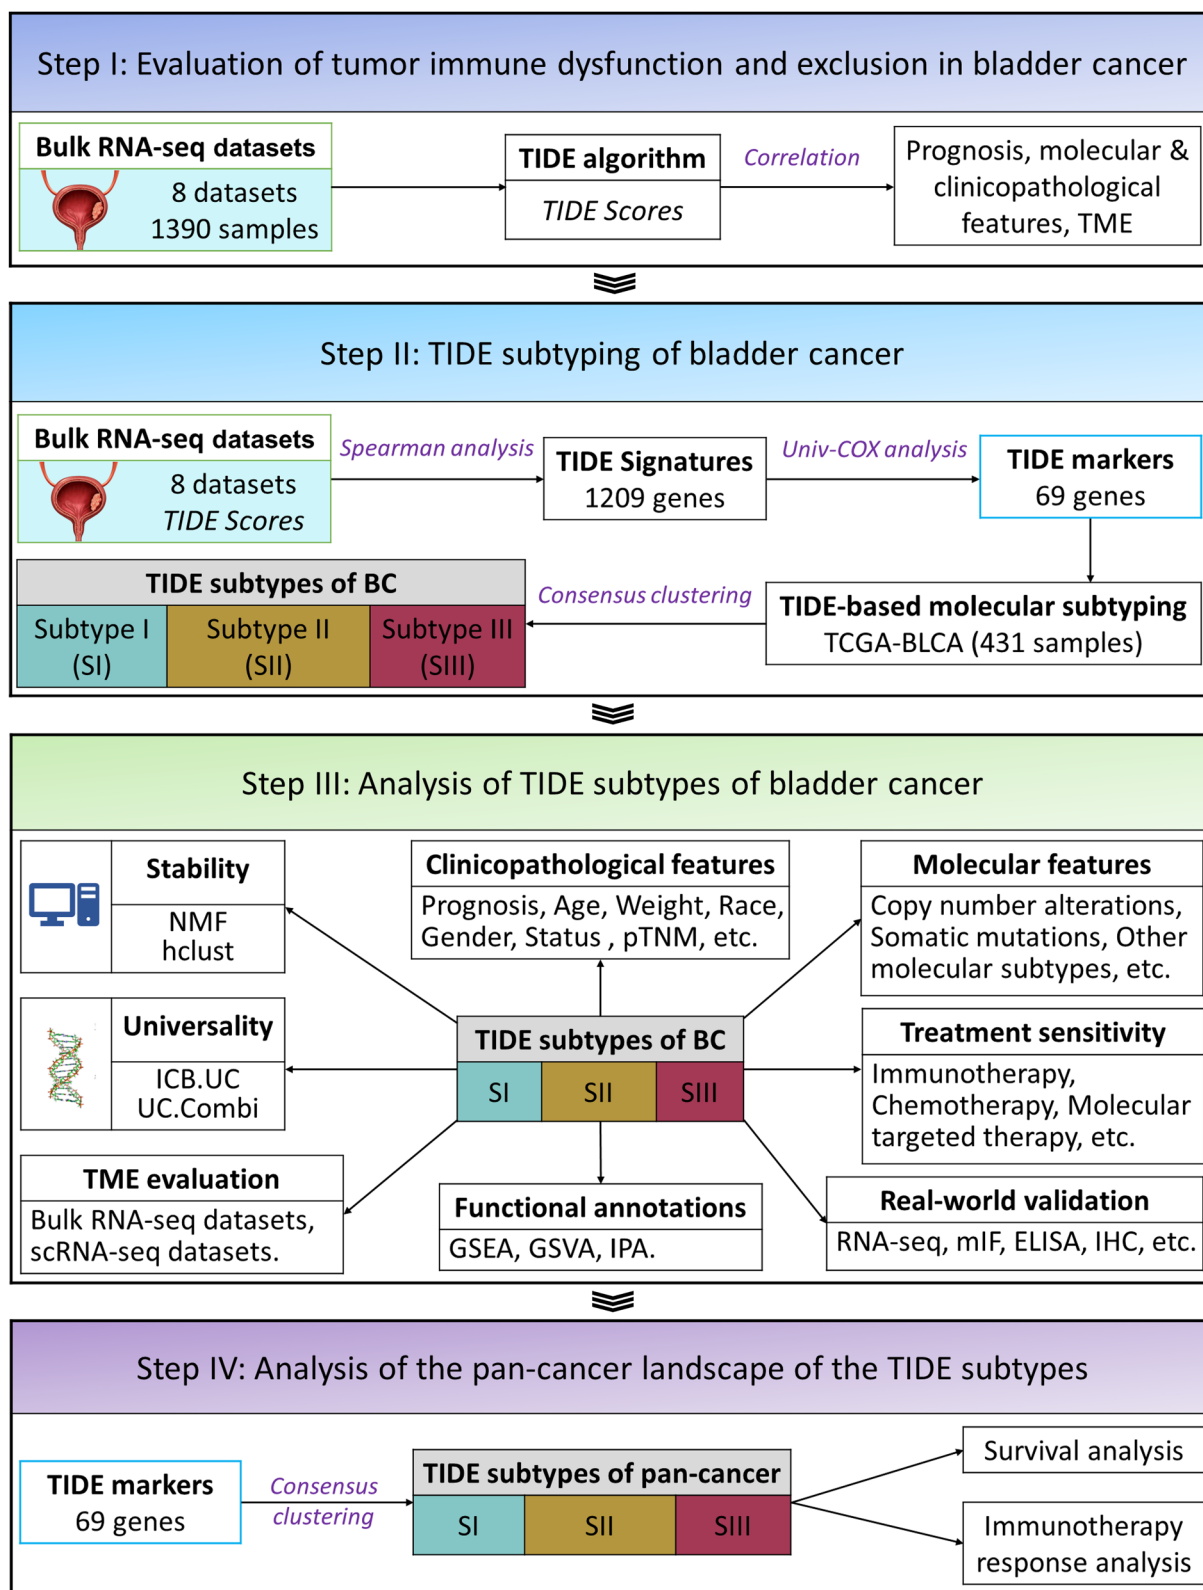 Step I: Evaluation of tumor immune dysfunction and exclusion in bladder cancer
Bulk RNA-seq datasets
8 datasets
1390 samples
TIDE algorithm
TIDE Scores
Correlation
Prognosis, molecular &
clinicopathological
features, TME
Step II: TIDE subtyping of bladder cancer
Bulk RNA-seq datasets
8 datasets
TIDE Scores
Spearman analysis
TIDE Signatures
1209 genes
Univ-COX analysis
TIDE markers
69 genes
TIDE-based molecular subtyping
TCGA-BLCA (431 samples)
Consensus clustering
TIDE subtypes of BC
Subtype I
(SI)
Subtype II
(SII)
Subtype III
(SIII)
Step III: Analysis of TIDE subtypes of bladder cancer
Stability
NMF
hclust
Clinicopathological features
Prognosis, Age, Weight, Race,
Gender, Status , pTNM, etc.
Molecular features
Copy number alterations,
Somatic mutations, Other
molecular subtypes, etc.
Universality
ICB.UC
UC.Combi
TIDE subtypes of BC
SI
SII
SIII
Treatment sensitivity
Immunotherapy,
Chemotherapy, Molecular
targeted therapy, etc.
TME evaluation
Bulk RNA-seq datasets,
scRNA-seq datasets.
Functional annotations
GSEA, GSVA, IPA.
Real-world validation
RNA-seq, mIF, ELISA, IHC, etc.
Step IV: Analysis of the pan-cancer landscape of the TIDE subtypes
TIDE markers
69 genes
Consensus
clustering
TIDE subtypes of pan-cancer
SI
SII
SIII
Survival analysis
Immunotherapy
response analysis